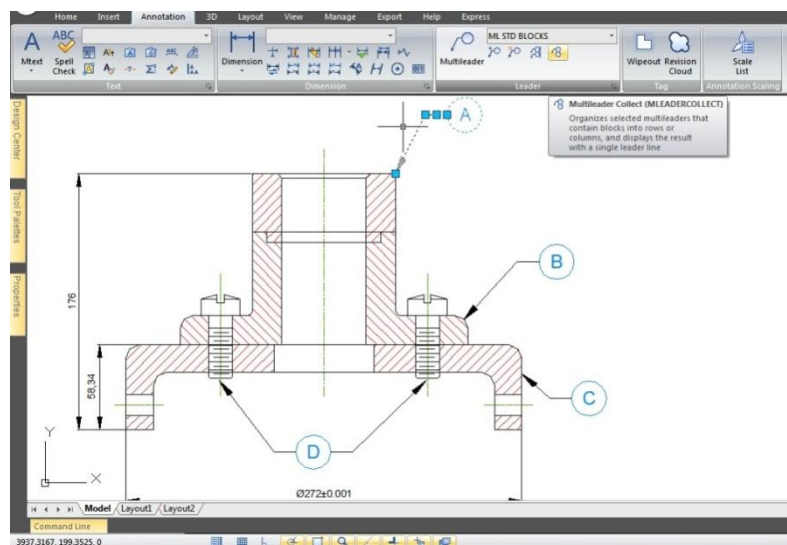 Home Insert Annotation 3D Layout View Manage Export Help Express
A
ABC
Mtext
Spell Check
Text
Dimension
Dimension
Multileader
ML STD BLOCKS
Leader
Wipeout
Revision Cloud
Tag
Scale List
Annotation Scaling
Multileader Collect (MLEADERCOLLECT)
Organizes selected multileaders that
contain blocks into rows or
columns, and displays the result
with a single leader line
Design Center
Tool Palettes
Properties
A
B
176
58,34
C
D
Y
X
Ø272±0.001
Model Layout1 Layout2
Command Line
3937.3167, 199.3525, 0